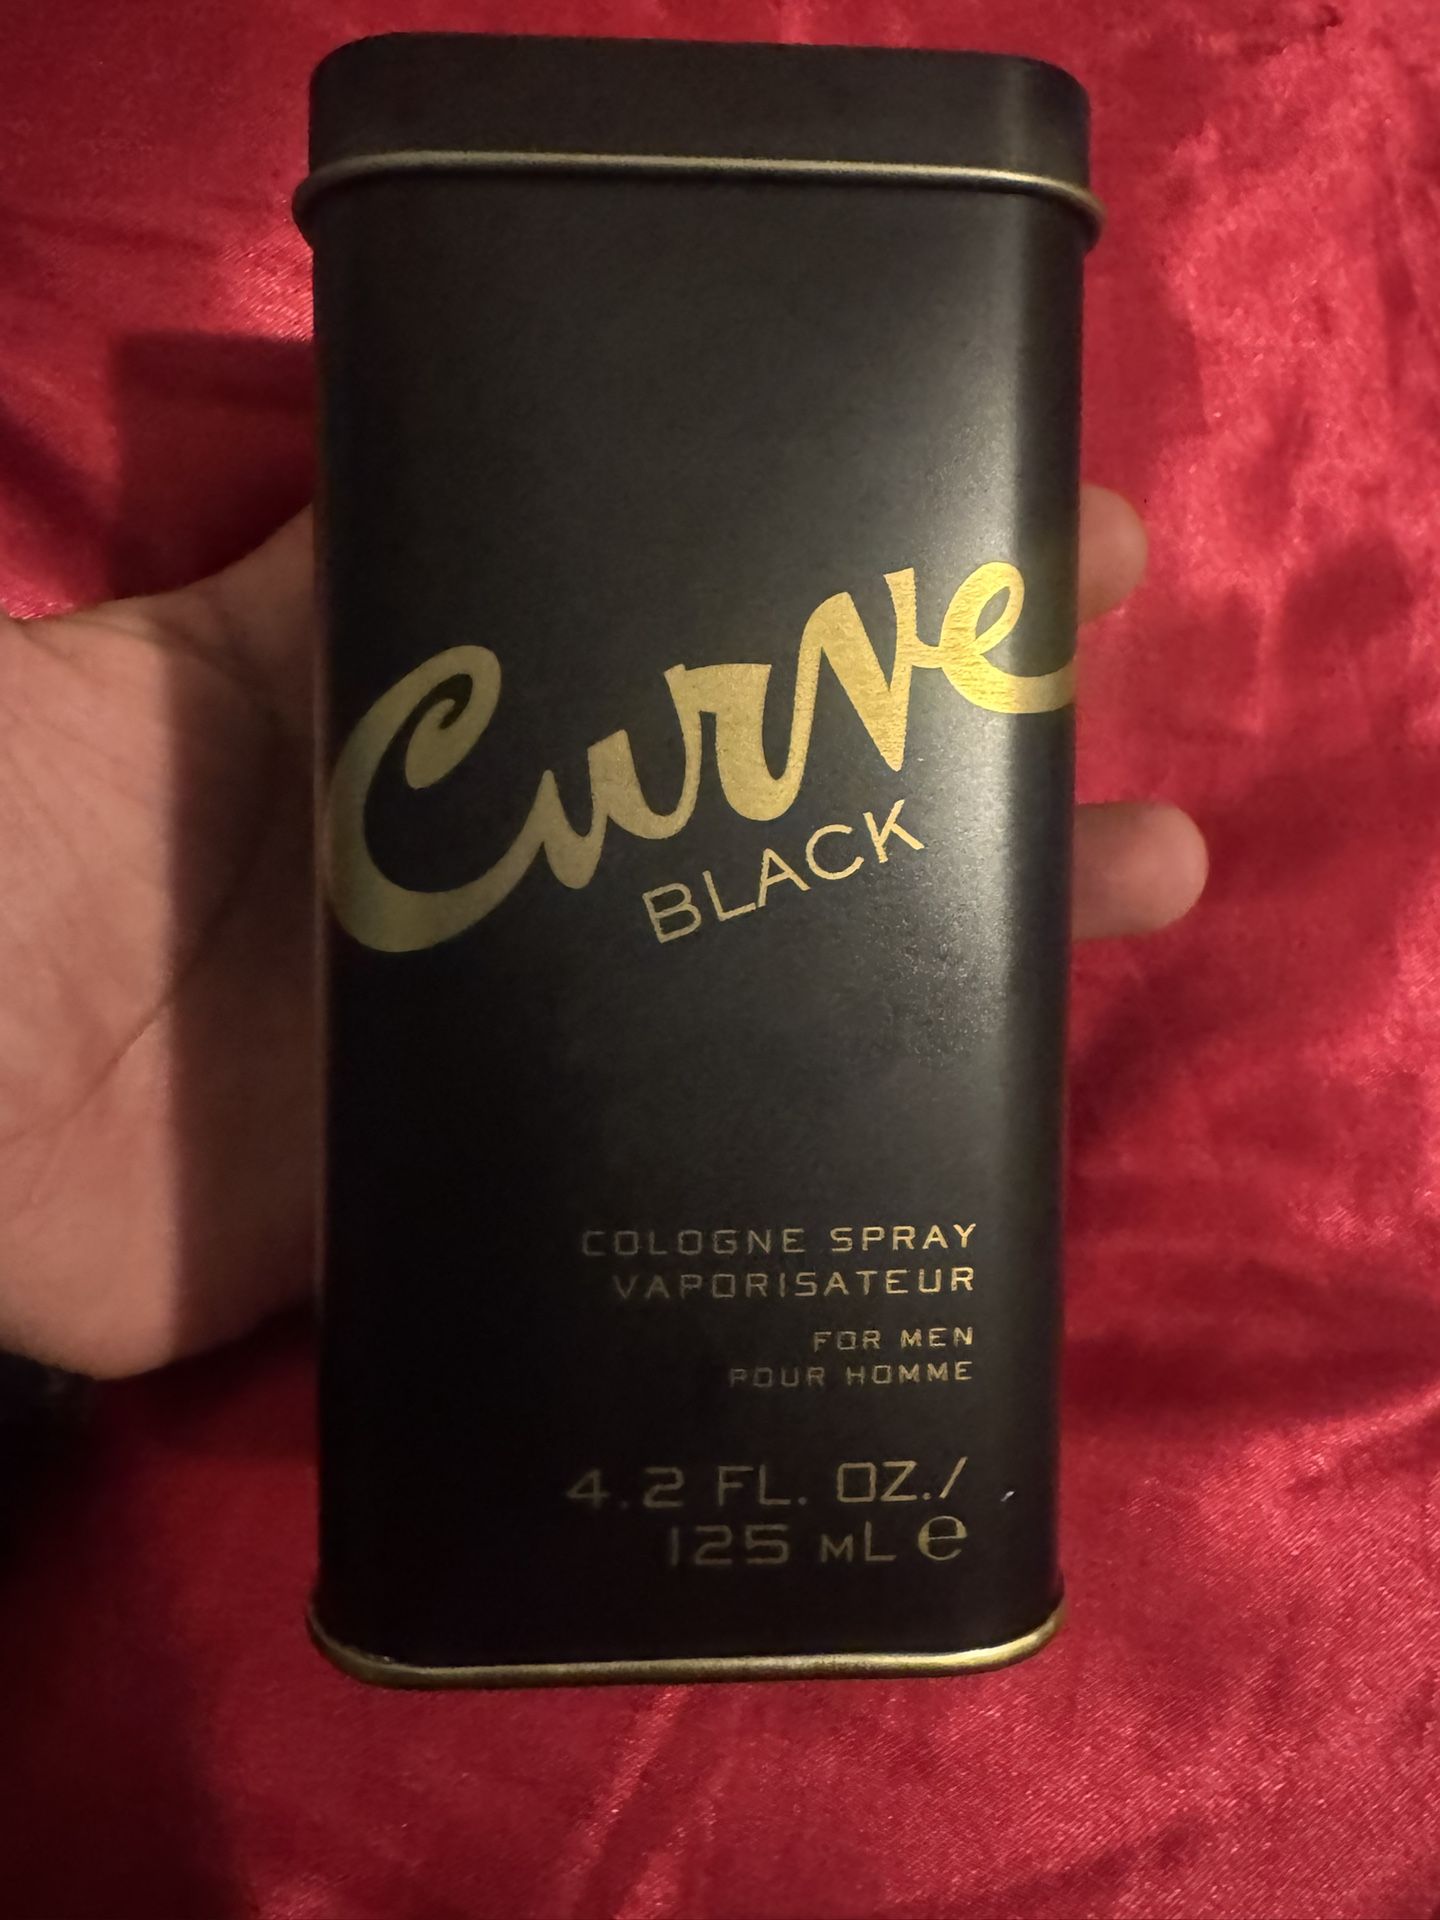 Curve
BLACK
COLOGNE SPRAY
VAPORISATEUR
FOR MEN
POUR HOMME
4.2 FL. OZ./
125 mL e